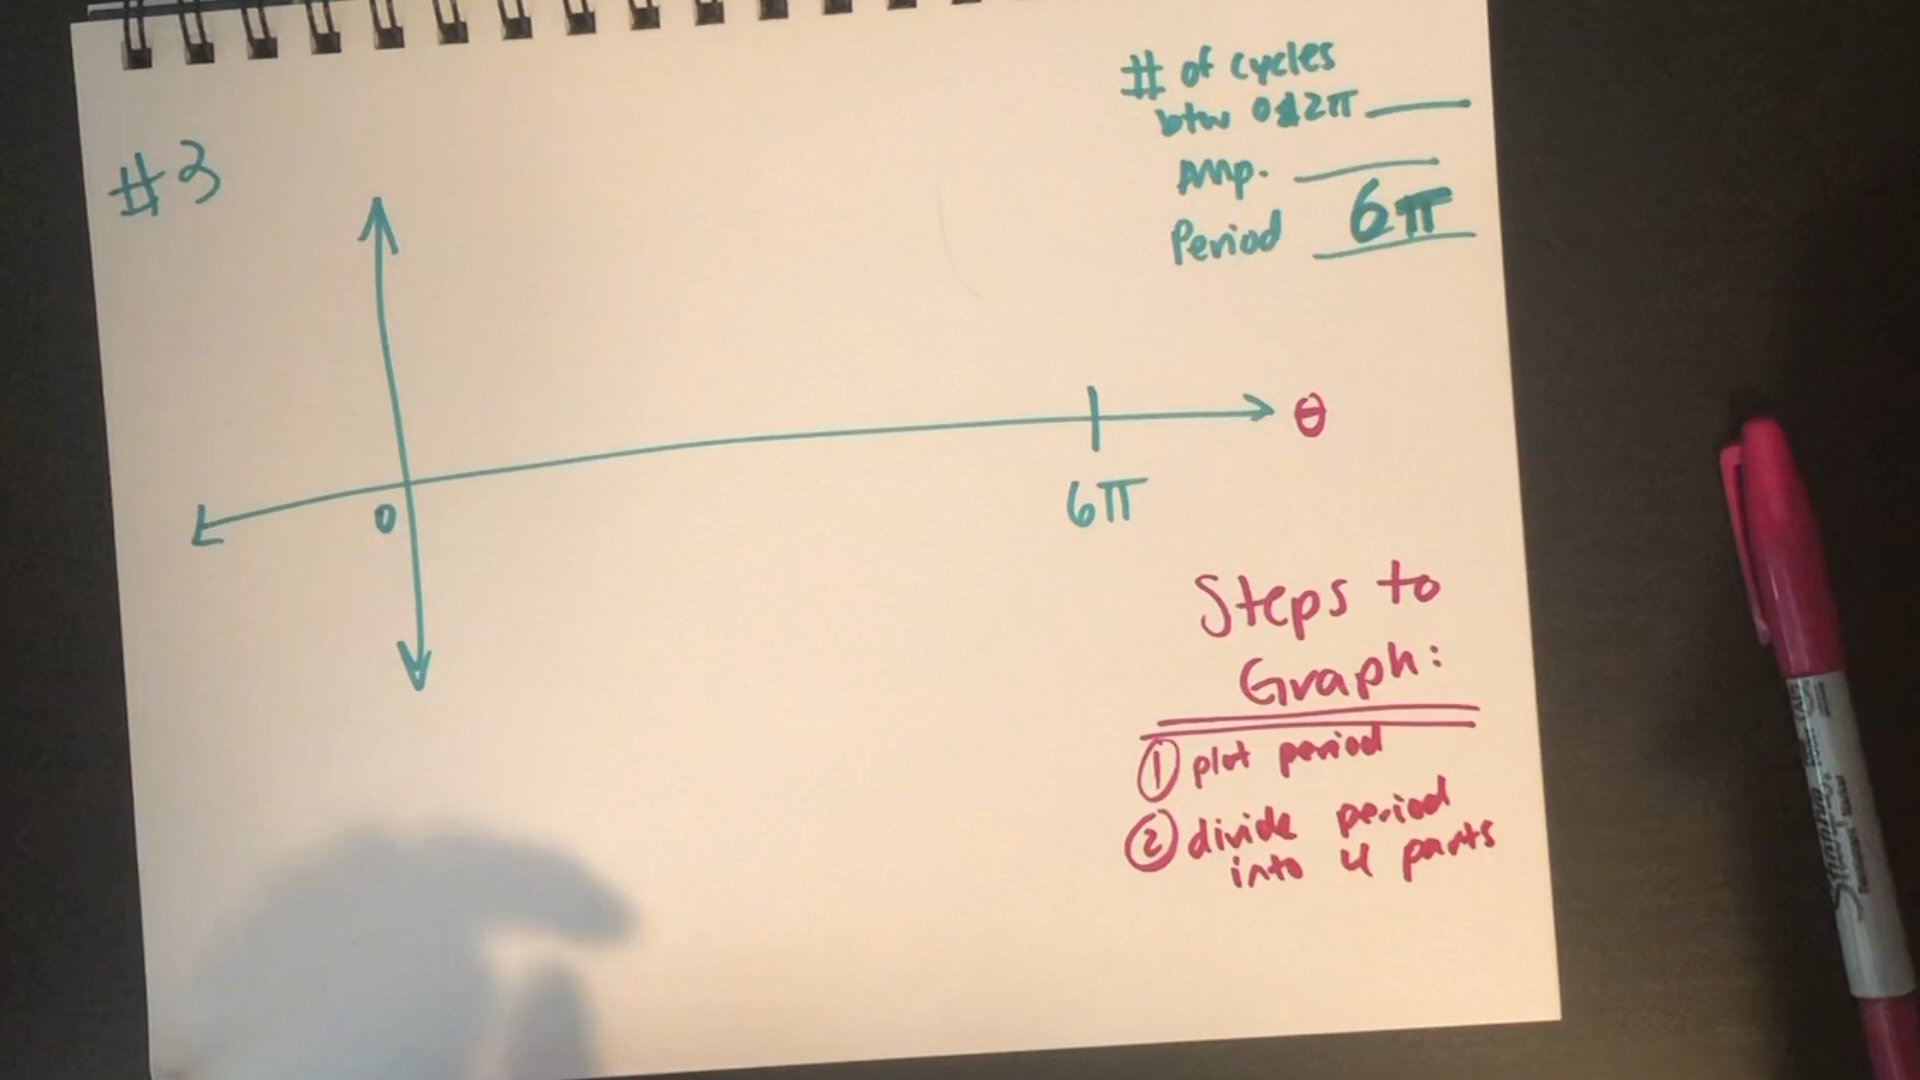 # of cycles
btw 0&2π
#3
Amp.
Period 6π
θ
0
6π
Steps to
Graph:
① plot period
② divide period
into 4 parts
Sharpie